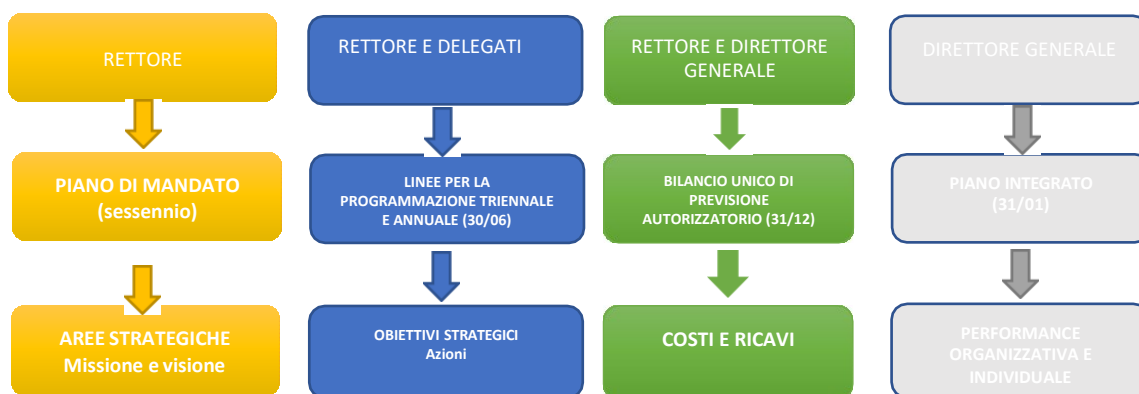 RETTORE
PIANO DI MANDATO
(sessennio)
AREE STRATEGICHE
Missione e visione
RETTORE E DELEGATI
LINEE PER LA
PROGRAMMAZIONE TRIENNALE
E ANNUALE (30/06)
OBIETTIVI STRATEGICI
Azioni
RETTORE E DIRETTORE
GENERALE
BILANCIO UNICO DI
PREVISIONE
AUTORIZZATORIO (31/12)
COSTI E RICAVI
DIRETTORE GENERALE
PIANO INTEGRATO
(31/01)
PERFORMANCE
ORGANIZZATIVA E
INDIVIDUALE